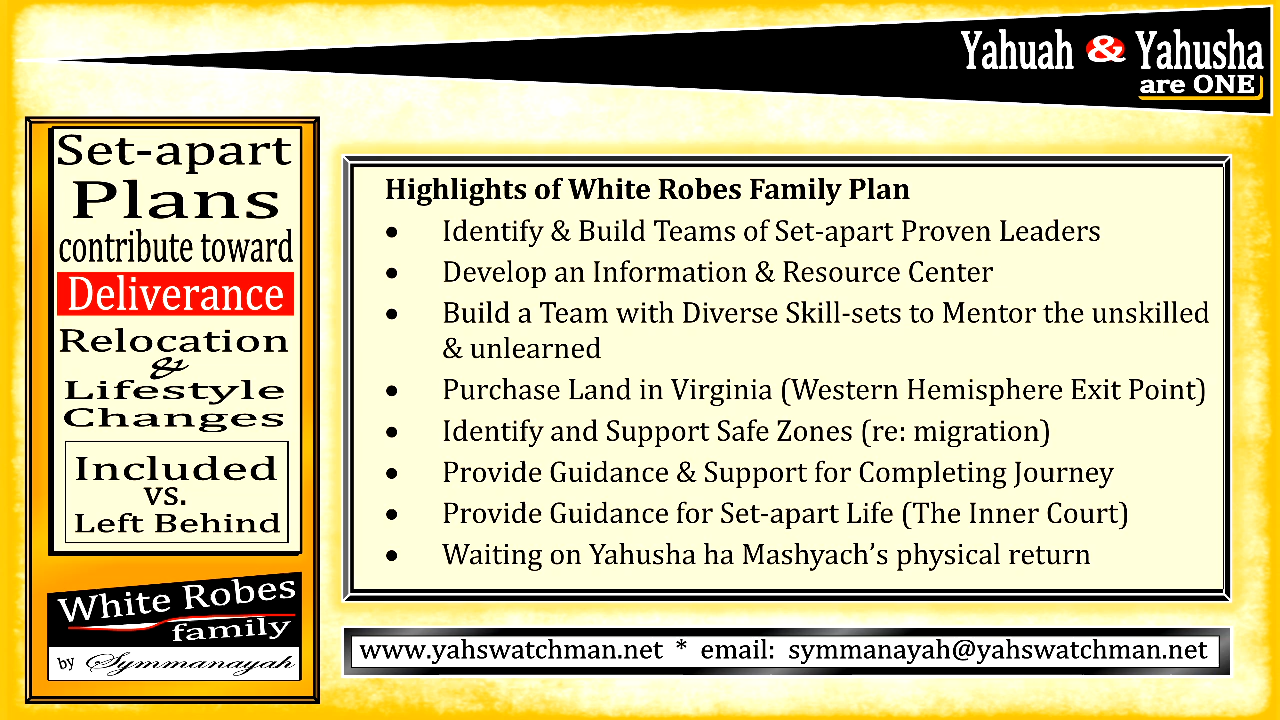 Yahuah & Yahusha
are ONE
Set-apart
Plans
contribute toward
Deliverance
Relocation
&
Lifestyle
Changes
Included
vs.
Left Behind
White Robes
family
by Symmanayah
Highlights of White Robes Family Plan
• Identify & Build Teams of Set-apart Proven Leaders
• Develop an Information & Resource Center
• Build a Team with Diverse Skill-sets to Mentor the unskilled
& unlearned
• Purchase Land in Virginia (Western Hemisphere Exit Point)
• Identify and Support Safe Zones (re: migration)
• Provide Guidance & Support for Completing Journey
• Provide Guidance for Set-apart Life (The Inner Court)
• Waiting on Yahusha ha Mashyach’s physical return
www.yahswatchman.net * email: symmanayah@yahswatchman.net